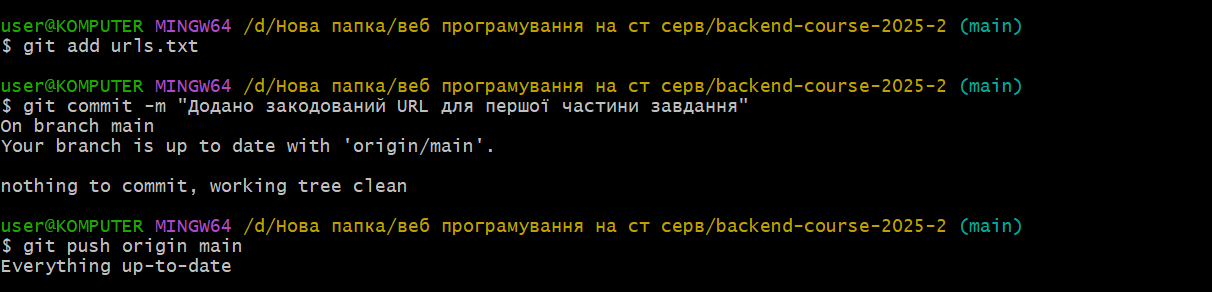 user@KOMPUTER MINGW64 /d/Нова папка/веб програмування на ст серв/backend-course-2025-2 (main)
$ git add urls.txt
user@KOMPUTER MINGW64 /d/Нова папка/веб програмування на ст серв/backend-course-2025-2 (main)
$ git commit -m "Додано закодований URL для першої частини завдання"
On branch main
Your branch is up to date with 'origin/main'.
nothing to commit, working tree clean
user@KOMPUTER MINGW64 /d/Нова папка/веб програмування на ст серв/backend-course-2025-2 (main)
$ git push origin main
Everything up-to-date